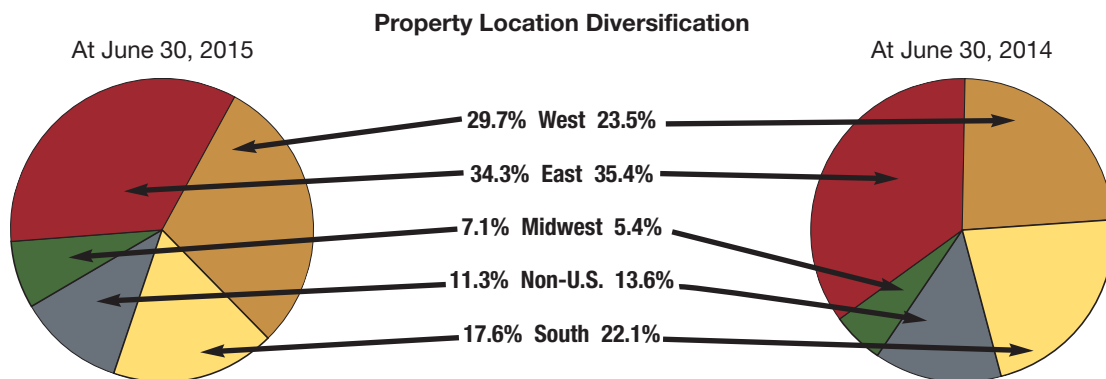 Property Location Diversification
At June 30, 2015
At June 30, 2014
29.7% West 23.5%
34.3% East 35.4%
7.1% Midwest 5.4%
11.3% Non-U.S. 13.6%
17.6% South 22.1%